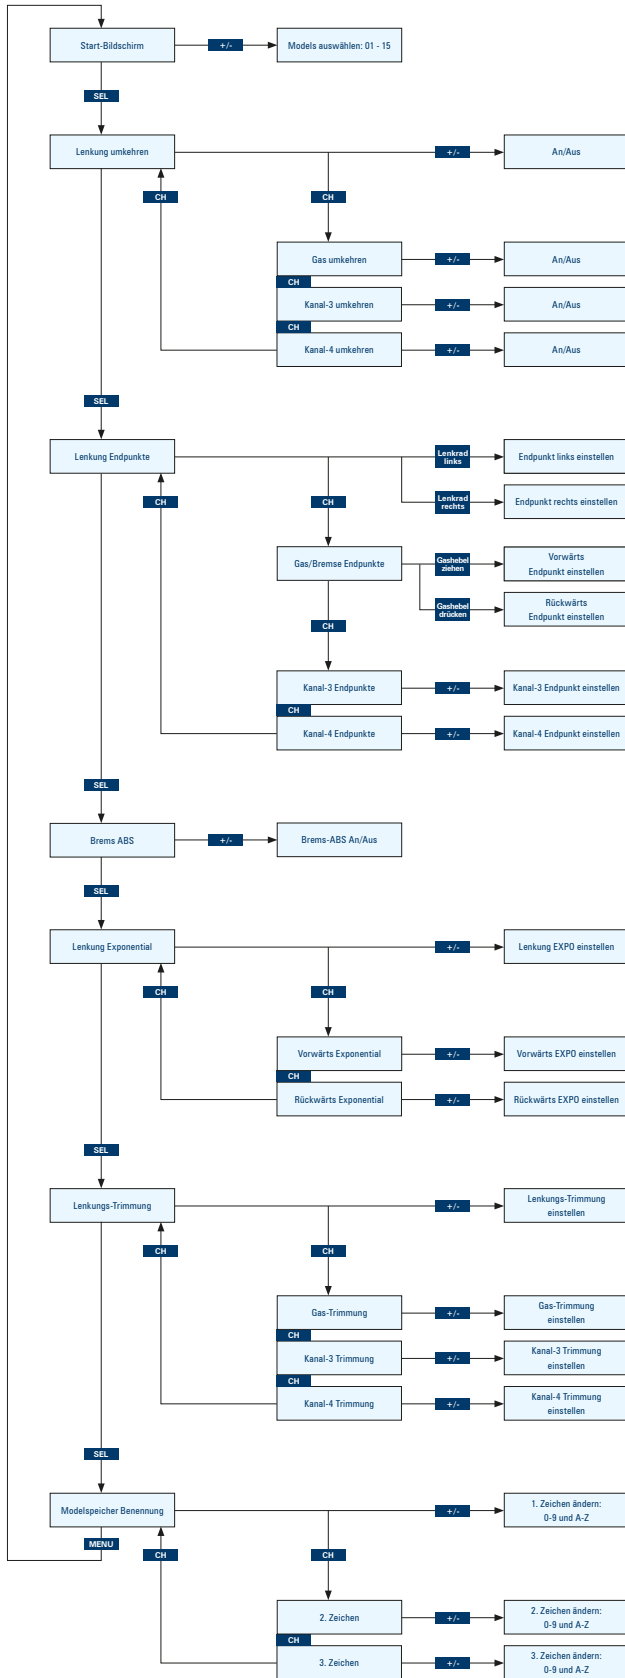 Start-Bildschirm
+/-
Models auswählen: 01 - 15
SEL
Lenkung umkehren
+/-
An/Aus
CH
CH
Gas umkehren
+/-
An/Aus
CH
Kanal-3 umkehren
+/-
An/Aus
CH
Kanal-4 umkehren
+/-
An/Aus
SEL
Lenkung Endpunkte
Lenkrad
links
Endpunkt links einstellen
CH
CH
Lenkrad
rechts
Endpunkt rechts einstellen
Gas/Bremse Endpunkte
Gashebel
ziehen
Vorwärts
Endpunkt einstellen
Gashebel
drücken
Rückwärts
Endpunkt einstellen
CH
Kanal-3 Endpunkte
+/-
Kanal-3 Endpunkt einstellen
CH
Kanal-4 Endpunkte
+/-
Kanal-4 Endpunkt einstellen
SEL
Brems ABS
+/-
Brems-ABS An/Aus
SEL
Lenkung Exponential
+/-
Lenkung EXPO einstellen
CH
CH
Vorwärts Exponential
+/-
Vorwärts EXPO einstellen
CH
Rückwärts Exponential
+/-
Rückwärts EXPO einstellen
SEL
Lenkungs-Trimmung
+/-
Lenkungs-Trimmung
einstellen
CH
CH
Gas-Trimmung
+/-
Gas-Trimmung
einstellen
CH
Kanal-3 Trimmung
+/-
Kanal-3 Trimmung
einstellen
CH
Kanal-4 Trimmung
+/-
Kanal-4 Trimmung
einstellen
SEL
Modelspeicher Benennung
+/-
1. Zeichen ändern:
0-9 und A-Z
MENU
CH
CH
2. Zeichen
+/-
2. Zeichen ändern:
0-9 und A-Z
CH
3. Zeichen
+/-
3. Zeichen ändern:
0-9 und A-Z